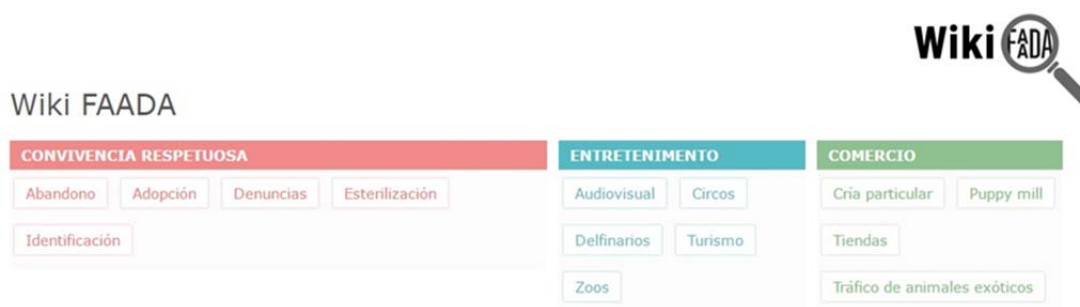 Wiki FAADA
Wiki FAADA
CONVIVENCIA RESPETUOSA
Abandono Adopción Denuncias Esterilización
Identificación
ENTRETENIMENTO
Audiovisual Circos
Delfinarios Turismo
Zoos
COMERCIO
Cría particular Puppy mill
Tiendas
Tráfico de animales exóticos